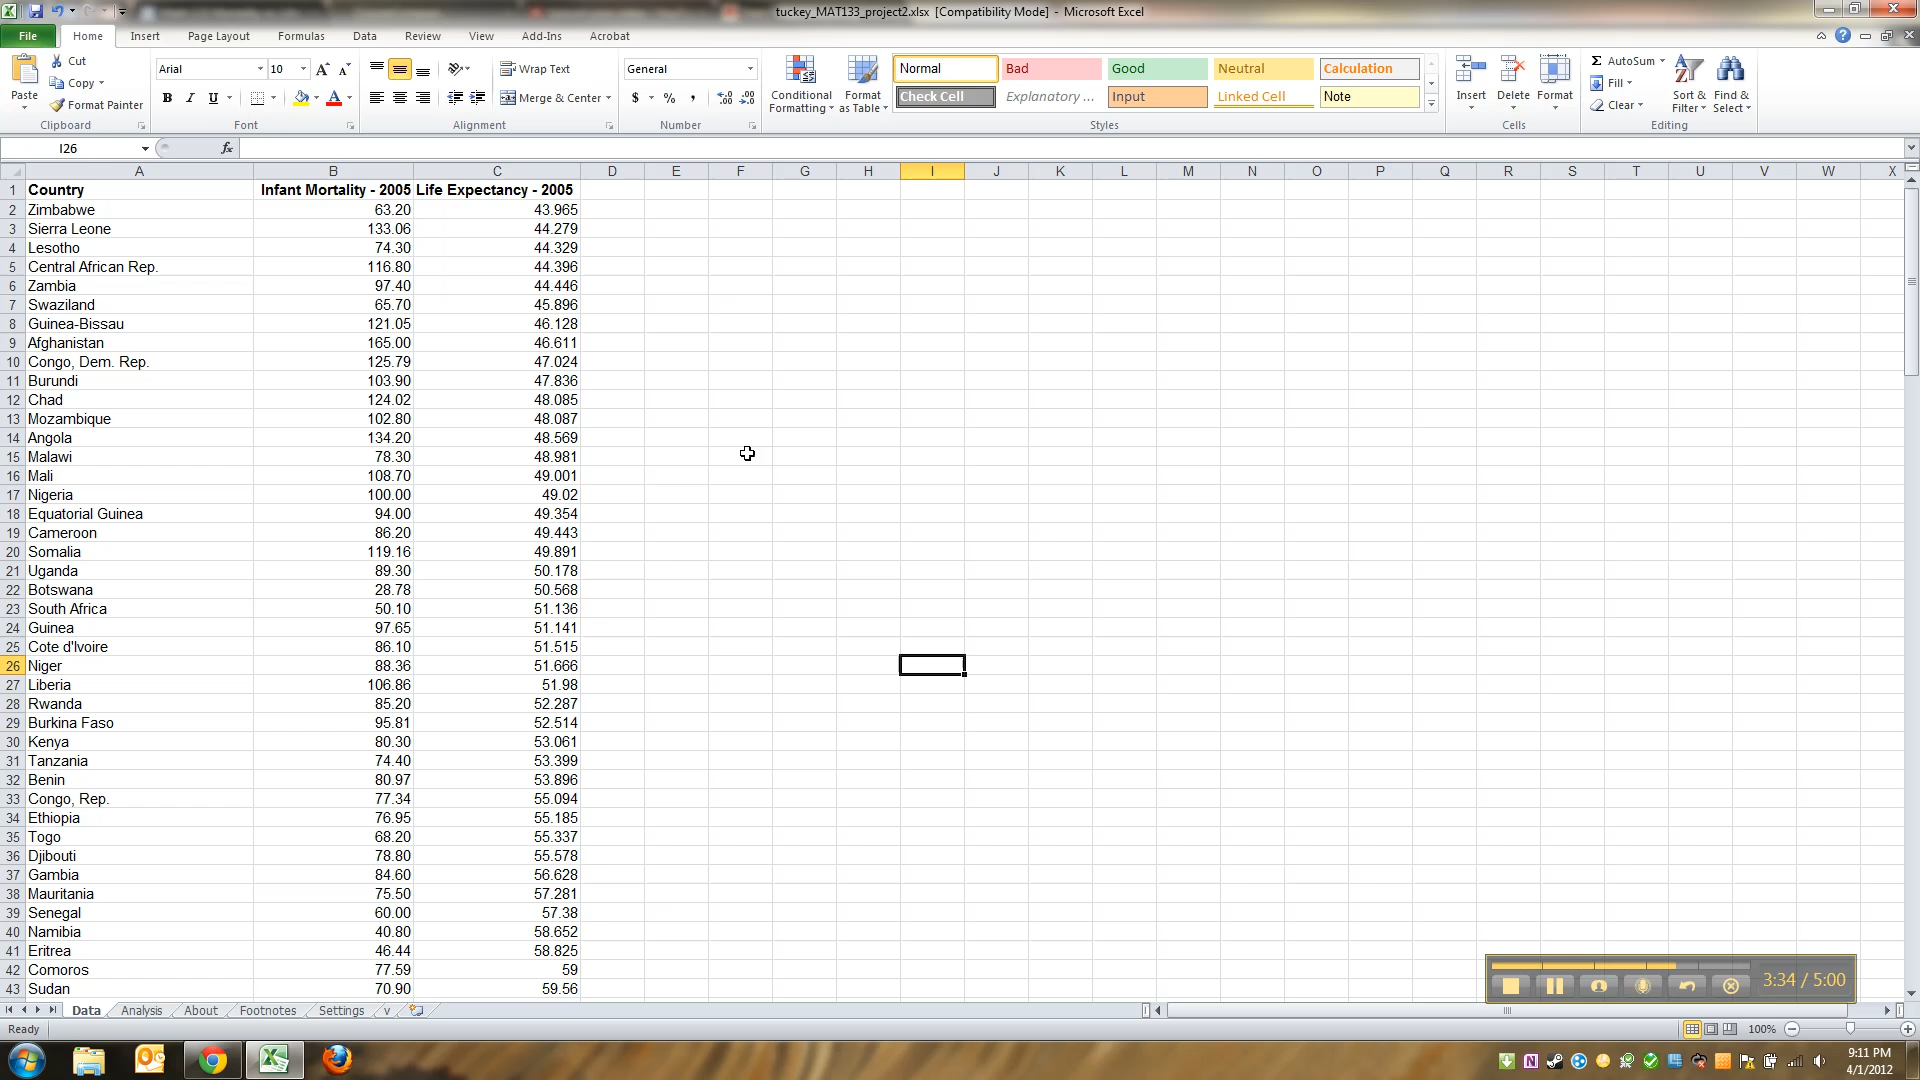 tuckey_MAT133_project2.xlsx [Compatibility Mode] - Microsoft Excel
File Home Insert Page Layout Formulas Data Review View Add-Ins Acrobat
Paste
Cut
Copy
Format Painter
Clipboard
Arial 10
B I U A
Font
Wrap Text
Merge & Center
Alignment
General
$ % ,
Number
Conditional Formatting
Format as Table
Normal Bad Good Neutral Calculation
Check Cell Explanatory ... Input Linked Cell Note
Styles
Insert Delete Format
Cells
Σ AutoSum
Fill
Clear
Sort & Filter
Find & Select
Editing
I26 fx
A B C D E F G H I J K L M N O P Q R S T U V W X
1 Country Infant Mortality - 2005 Life Expectancy - 2005
2 Zimbabwe 63.20 43.965
3 Sierra Leone 133.06 44.279
4 Lesotho 74.30 44.329
5 Central African Rep. 116.80 44.396
6 Zambia 97.40 44.446
7 Swaziland 65.70 45.896
8 Guinea-Bissau 121.05 46.128
9 Afghanistan 165.00 46.611
10 Congo, Dem. Rep. 125.79 47.024
11 Burundi 103.90 47.836
12 Chad 124.02 48.085
13 Mozambique 102.80 48.087
14 Angola 134.20 48.569
15 Malawi 78.30 48.981
16 Mali 108.70 49.001
17 Nigeria 100.00 49.02
18 Equatorial Guinea 94.00 49.354
19 Cameroon 86.20 49.443
20 Somalia 119.16 49.891
21 Uganda 89.30 50.178
22 Botswana 28.78 50.568
23 South Africa 50.10 51.136
24 Guinea 97.65 51.141
25 Cote d'Ivoire 86.10 51.515
26 Niger 88.36 51.666
27 Liberia 106.86 51.98
28 Rwanda 85.20 52.287
29 Burkina Faso 95.81 52.514
30 Kenya 80.30 53.061
31 Tanzania 74.40 53.399
32 Benin 80.97 53.896
33 Congo, Rep. 77.34 55.094
34 Ethiopia 76.95 55.185
35 Togo 68.20 55.337
36 Djibouti 78.80 55.578
37 Gambia 84.60 56.628
38 Mauritania 75.50 57.281
39 Senegal 60.00 57.38
40 Namibia 40.80 58.652
41 Eritrea 46.44 58.825
42 Comoros 77.59 59
43 Sudan 70.90 59.56
3:34 / 5:00
Data Analysis About Footnotes Settings v
Ready 100%
9:11 PM
4/1/2012